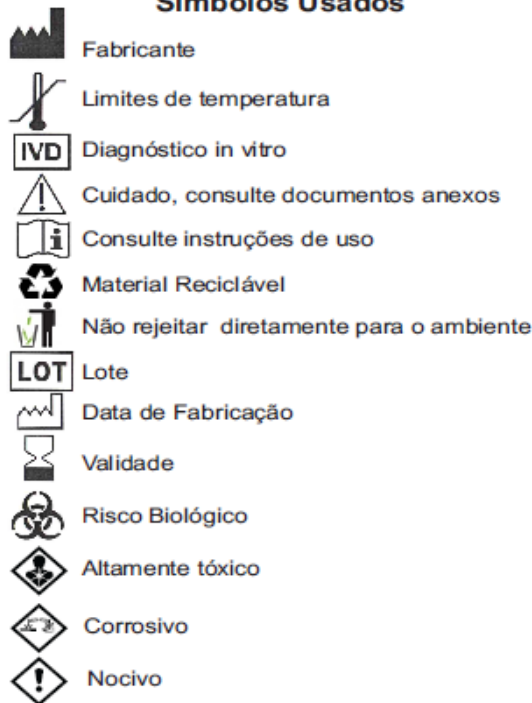 Símbolos Usados
Fabricante
Limites de temperatura
IVD Diagnóstico in vitro
Cuidado, consulte documentos anexos
i Consulte instruções de uso
Material Reciclável
Não rejeitar diretamente para o ambiente
LOT Lote
Data de Fabricação
Validade
Risco Biológico
Altamente tóxico
Corrosivo
Nocivo